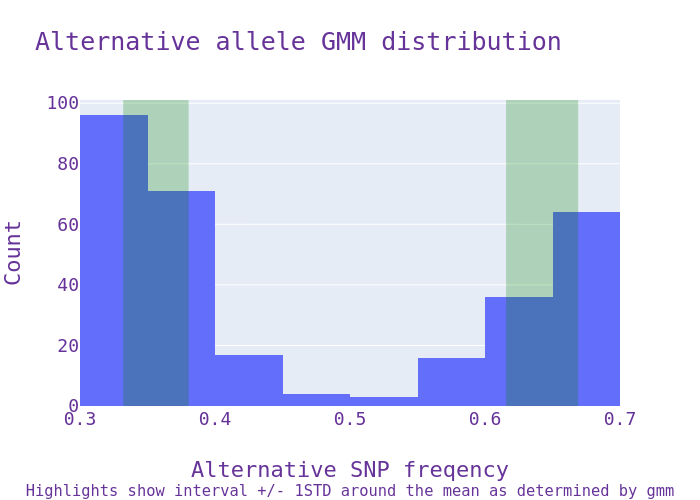 Alternative allele GMM distribution
100
80
60
40
20
0
Count
0.3
0.4
0.5
0.6
0.7
Alternative SNP freqency
Highlights show interval +/- 1STD around the mean as determined by gmm